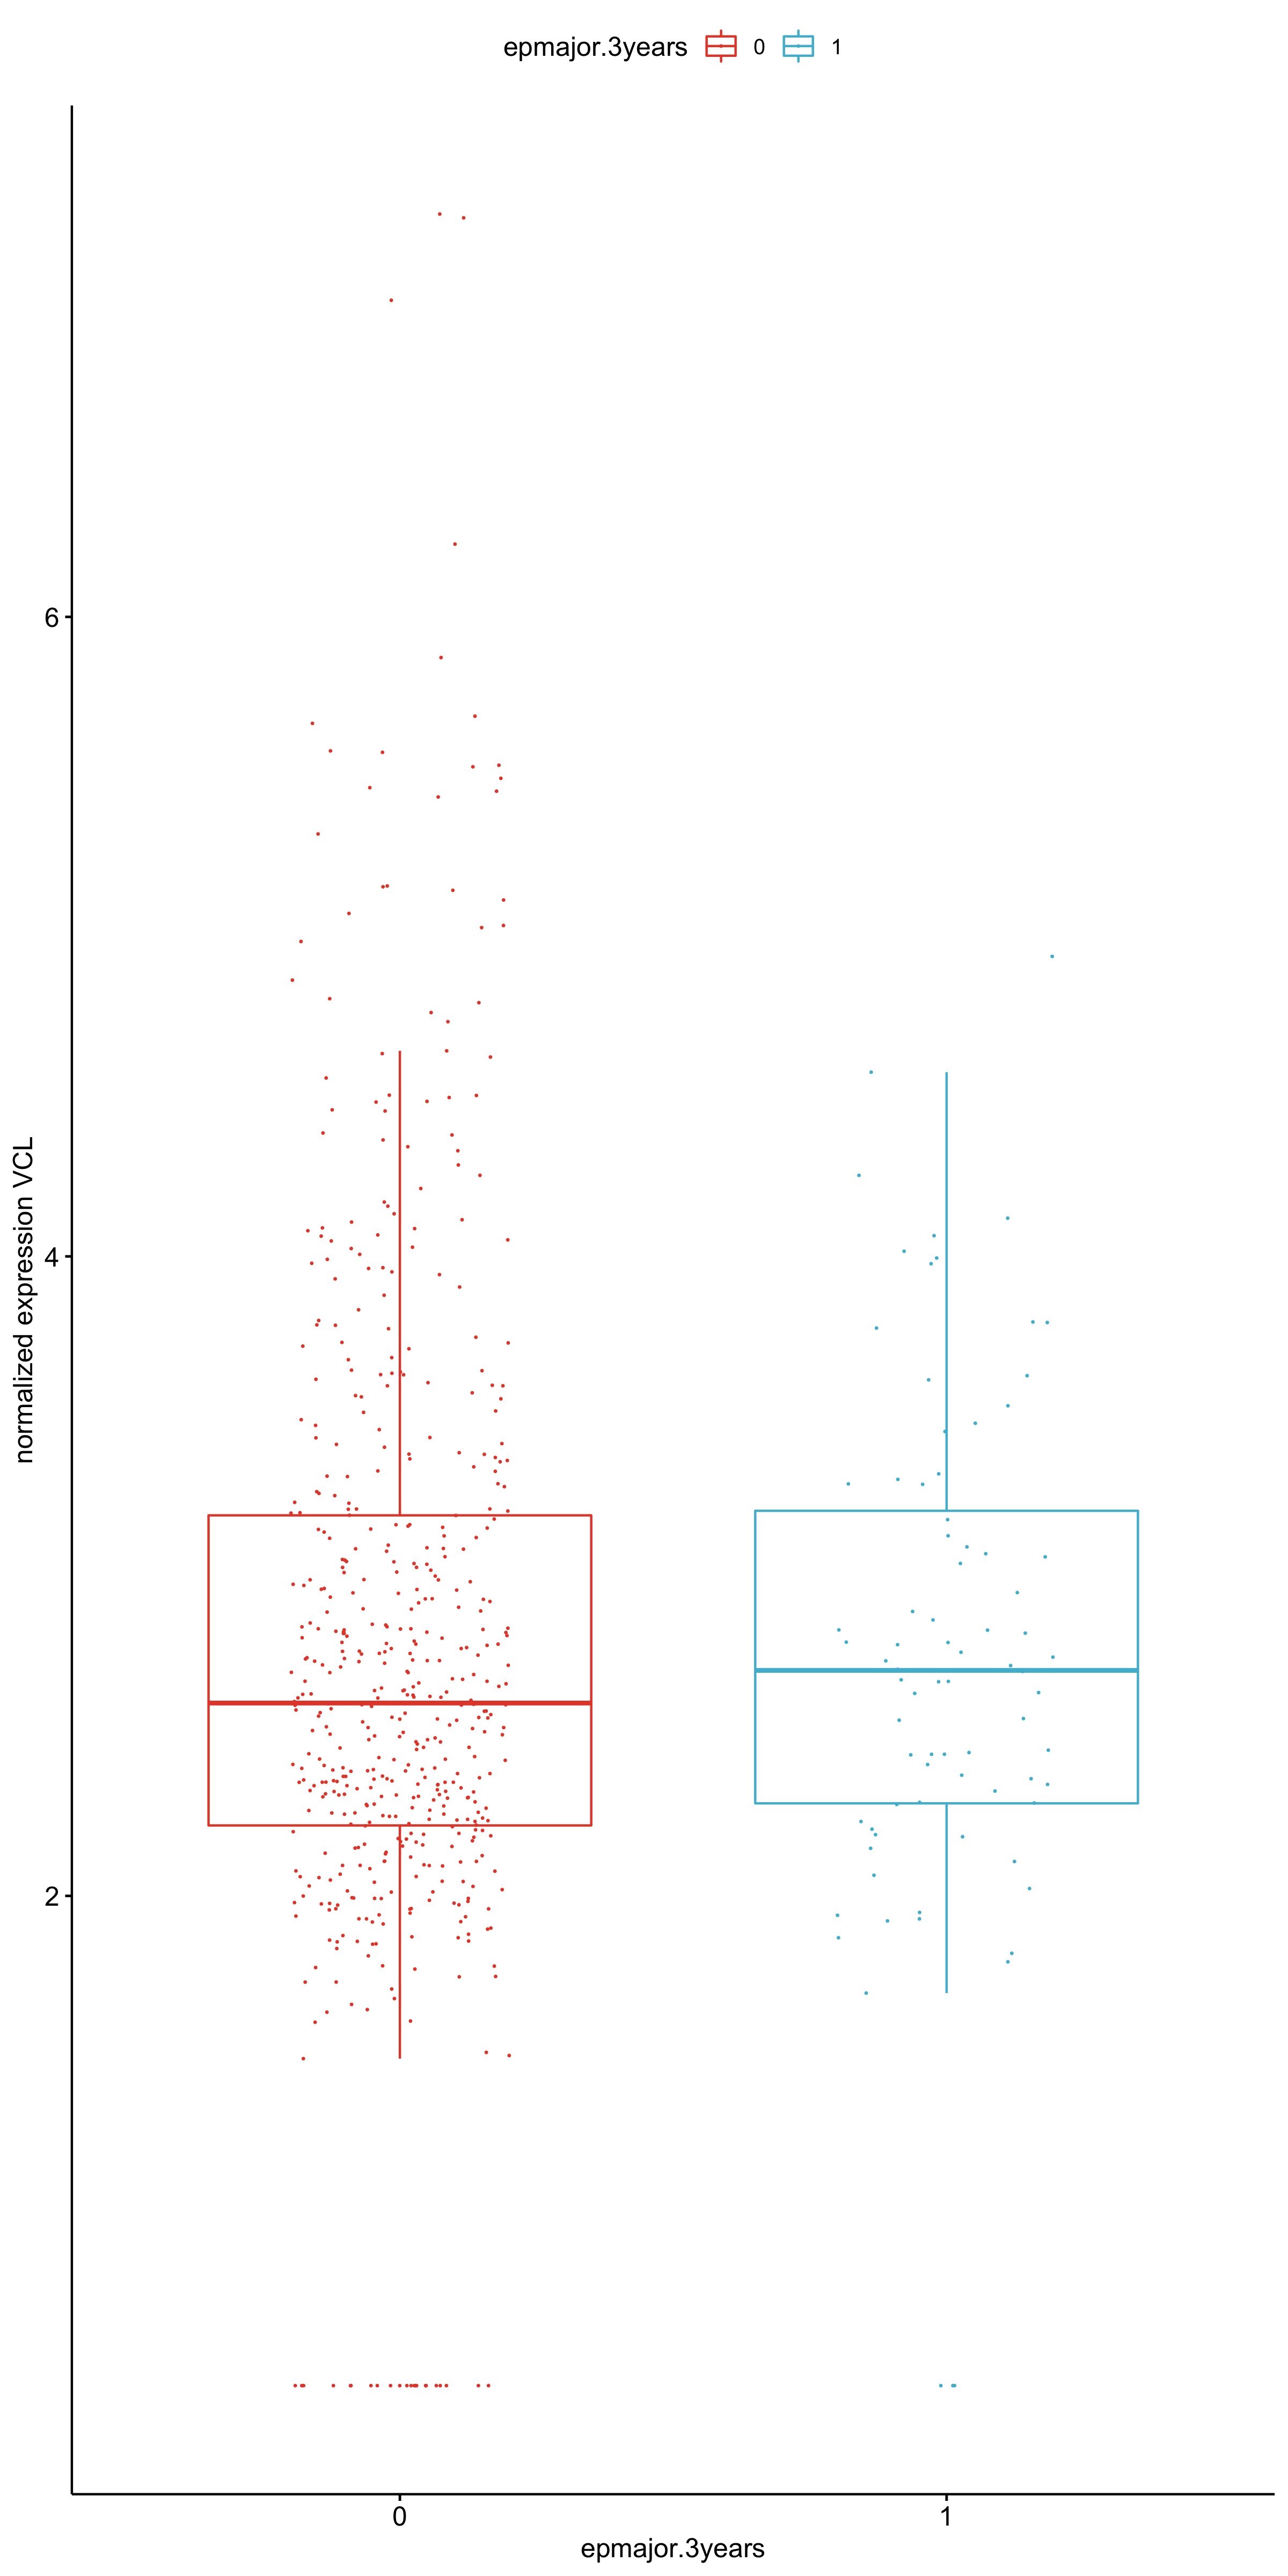 epmajor.3years 0 1
normalized expression VCL
6
4
2
0 1
epmajor.3years